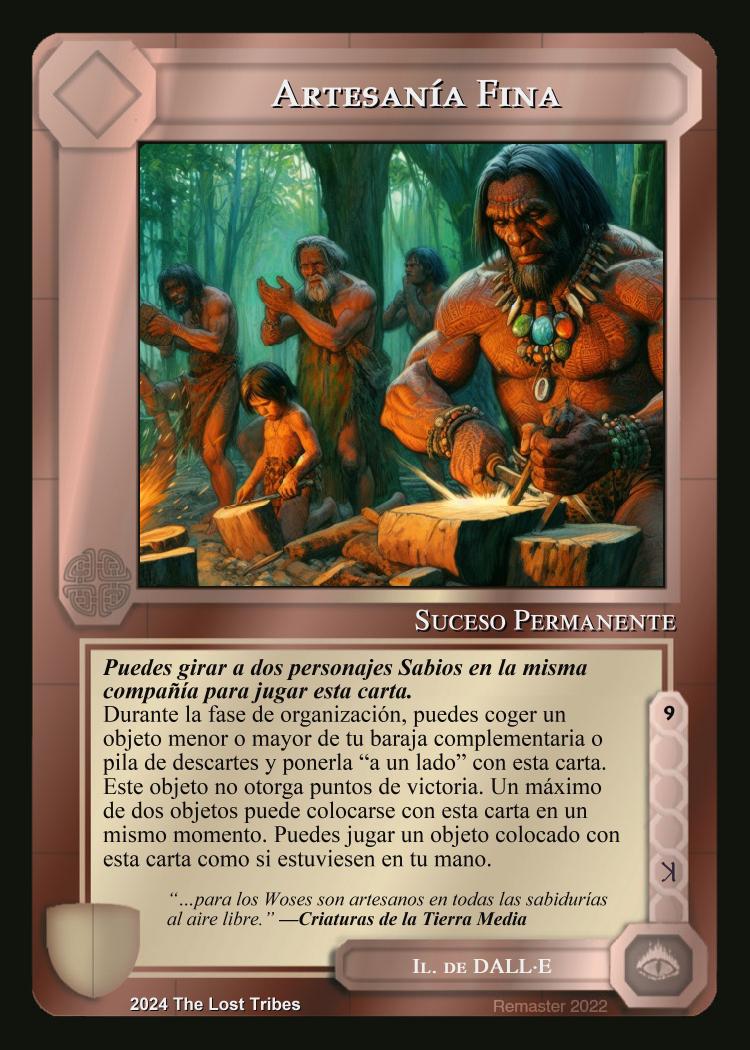 Artesanía Fina
Suceso Permanente
Puedes girar a dos personajes Sabios en la misma
compañía para jugar esta carta.
Durante la fase de organización, puedes coger un
objeto menor o mayor de tu baraja complementaria o
pila de descartes y ponerla “a un lado” con esta carta.
Este objeto no otorga puntos de victoria. Un máximo
de dos objetos puede colocarse con esta carta en un
mismo momento. Puedes jugar un objeto colocado con
esta carta como si estuviesen en tu mano.
9
“...para los Woses son artesanos en todas las sabidurías
al aire libre.” —Criaturas de la Tierra Media
Il. de DALL·E
2024 The Lost Tribes
Remaster 2022